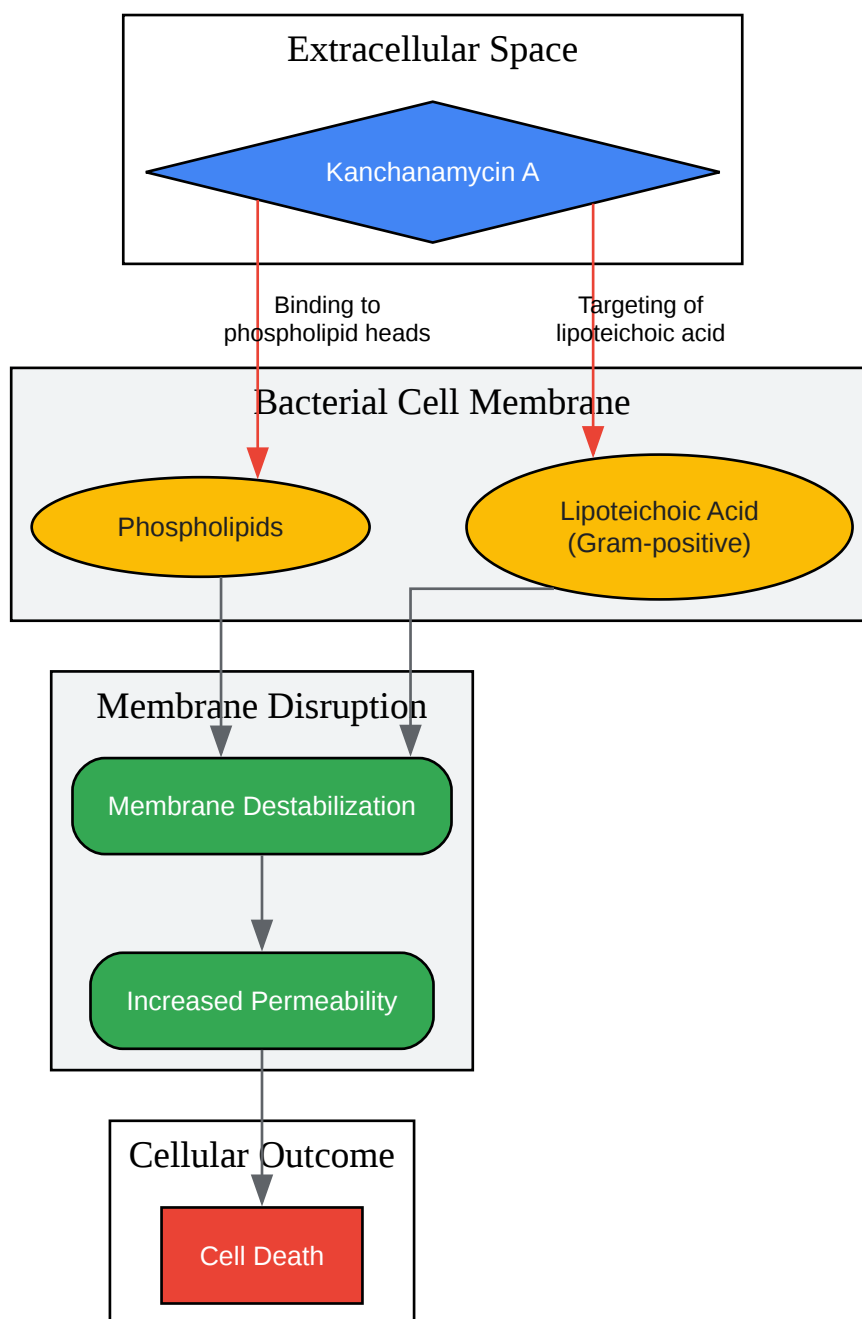 Extracellular Space
Kanchanamycin A
Binding to
phospholipid heads
Targeting of
lipoteichoic acid
Bacterial Cell Membrane
Phospholipids
Lipoteichoic Acid
(Gram-positive)
Membrane Disruption
Membrane Destabilization
Increased Permeability
Cellular Outcome
Cell Death